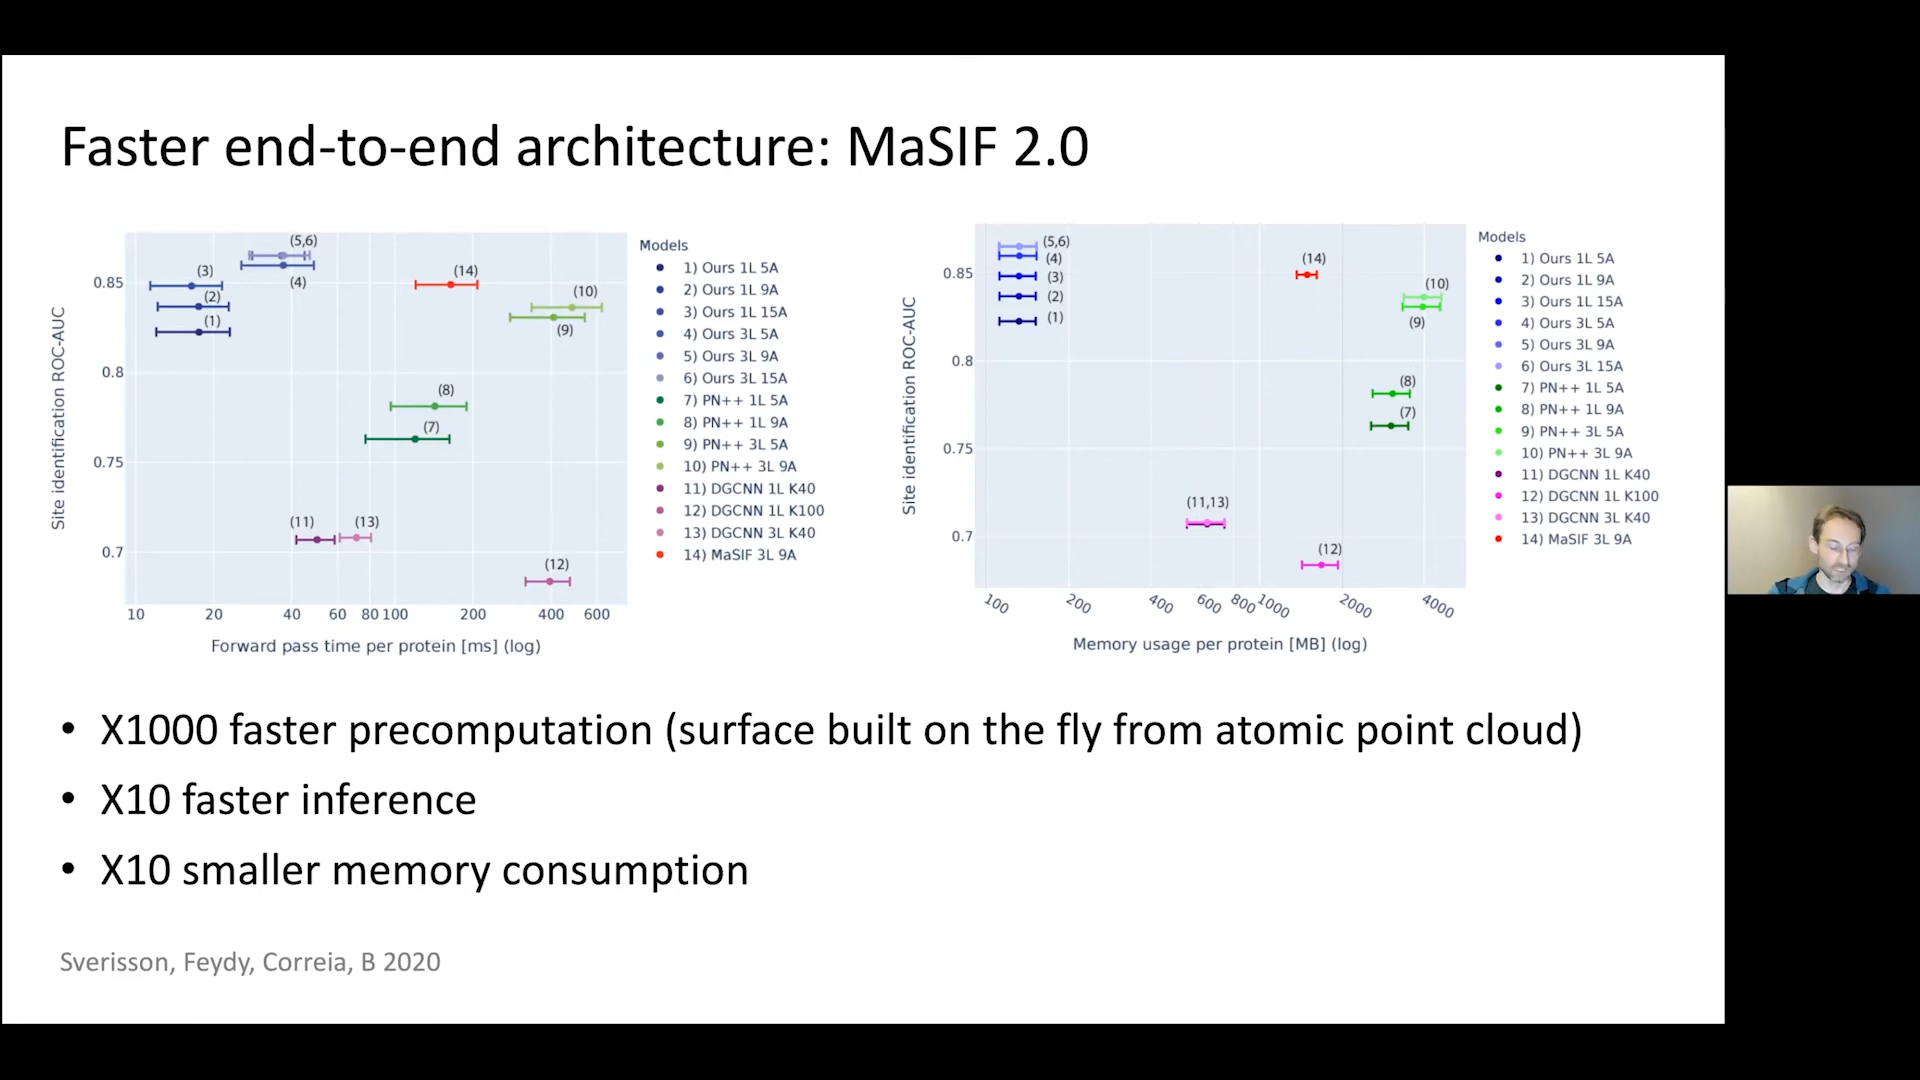 Faster end-to-end architecture: MaSIF 2.0
Site identification ROC-AUC
0.85
0.8
0.75
0.7
(5,6)
(3)
(4)
(2)
(1)
(14)
(10)
(9)
(8)
(7)
(11)
(13)
(12)
10
20
40
60
80
100
200
400
600
Forward pass time per protein [ms] (log)
Models
1) Ours 1L 5A
2) Ours 1L 9A
3) Ours 1L 15A
4) Ours 3L 5A
5) Ours 3L 9A
6) Ours 3L 15A
7) PN++ 1L 5A
8) PN++ 1L 9A
9) PN++ 3L 5A
10) PN++ 3L 9A
11) DGCNN 1L K40
12) DGCNN 1L K100
13) DGCNN 3L K40
14) MaSIF 3L 9A
Site identification ROC-AUC
0.85
0.8
0.75
0.7
(5,6)
(4)
(3)
(2)
(1)
(14)
(10)
(9)
(8)
(7)
(11,13)
(12)
100
200
400
600
800
1000
2000
4000
Memory usage per protein [MB] (log)
Models
1) Ours 1L 5A
2) Ours 1L 9A
3) Ours 1L 15A
4) Ours 3L 5A
5) Ours 3L 9A
6) Ours 3L 15A
7) PN++ 1L 5A
8) PN++ 1L 9A
9) PN++ 3L 5A
10) PN++ 3L 9A
11) DGCNN 1L K40
12) DGCNN 1L K100
13) DGCNN 3L K40
14) MaSIF 3L 9A
• X1000 faster precomputation (surface built on the fly from atomic point cloud)
• X10 faster inference
• X10 smaller memory consumption
Sverisson, Feydy, Correia, B 2020